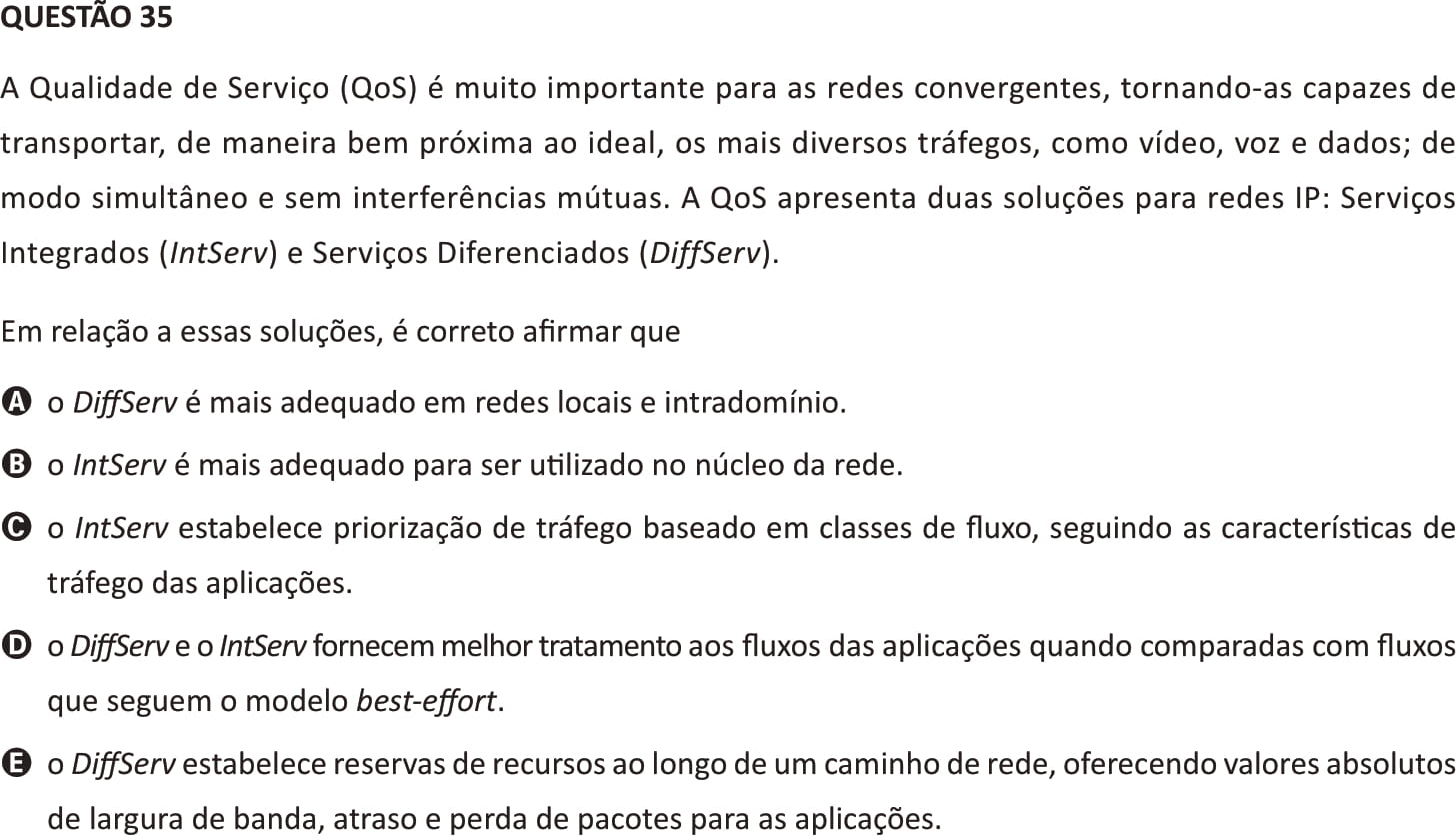 QUESTÃO 35
A Qualidade de Serviço (QoS) é muito importante para as redes convergentes, tornando-as capazes de
transportar, de maneira bem próxima ao ideal, os mais diversos tráfegos, como vídeo, voz e dados; de
modo simultâneo e sem interferências mútuas. A QoS apresenta duas soluções para redes IP: Serviços
Integrados (IntServ) e Serviços Diferenciados (DiffServ).
Em relação a essas soluções, é correto afirmar que
A o DiffServ é mais adequado em redes locais e intradomínio.
B o IntServ é mais adequado para ser utilizado no núcleo da rede.
C o IntServ estabelece priorização de tráfego baseado em classes de fluxo, seguindo as características de
tráfego das aplicações.
D o DiffServ e o IntServ fornecem melhor tratamento aos fluxos das aplicações quando comparadas com fluxos
que seguem o modelo best-effort.
E o DiffServ estabelece reservas de recursos ao longo de um caminho de rede, oferecendo valores absolutos
de largura de banda, atraso e perda de pacotes para as aplicações.